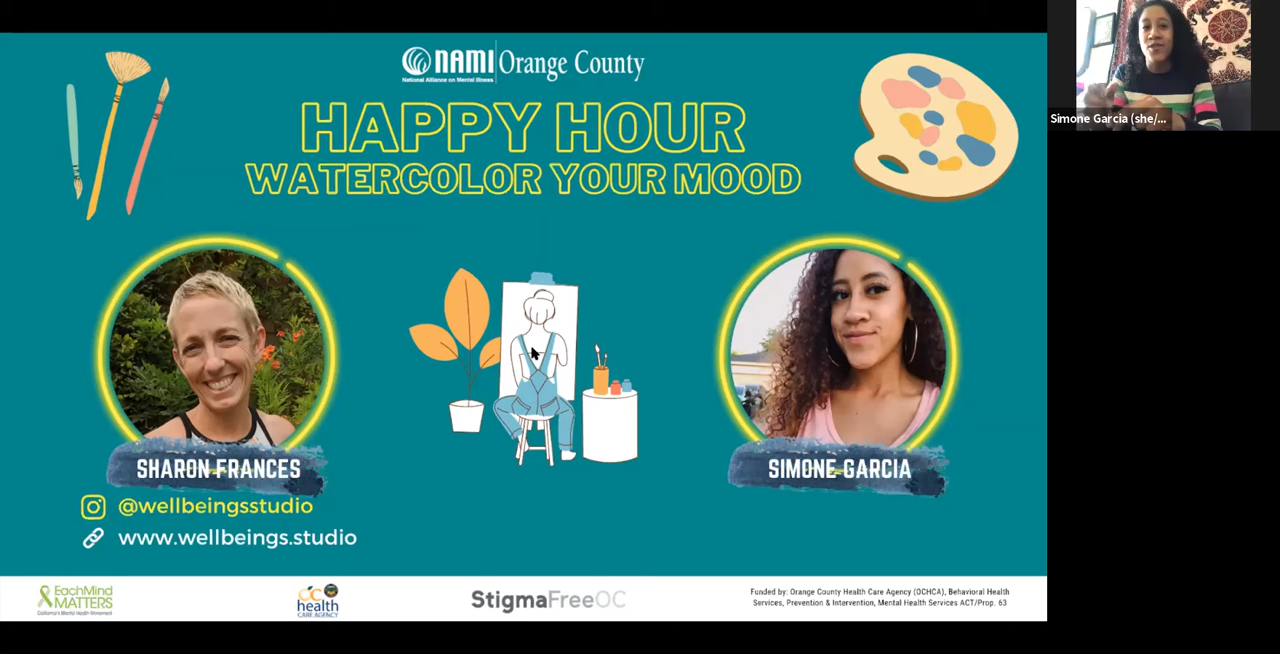 NAMI Orange County
National Alliance on Mental Illness
HAPPY HOUR
WATERCOLOR YOUR MOOD
Simone Garcia (she/...
SHARON FRANCES
SIMONE GARCIA
@wellbeingsstudio
www.wellbeings.studio
EachMind
MATTERS
California's Mental Health Movement
OC
health
CARE AGENCY
StigmaFreeOC
Funded by: Orange County Health Care Agency (OCHCA), Behavioral Health
Services, Prevention & Intervention, Mental Health Services ACT/Prop. 63